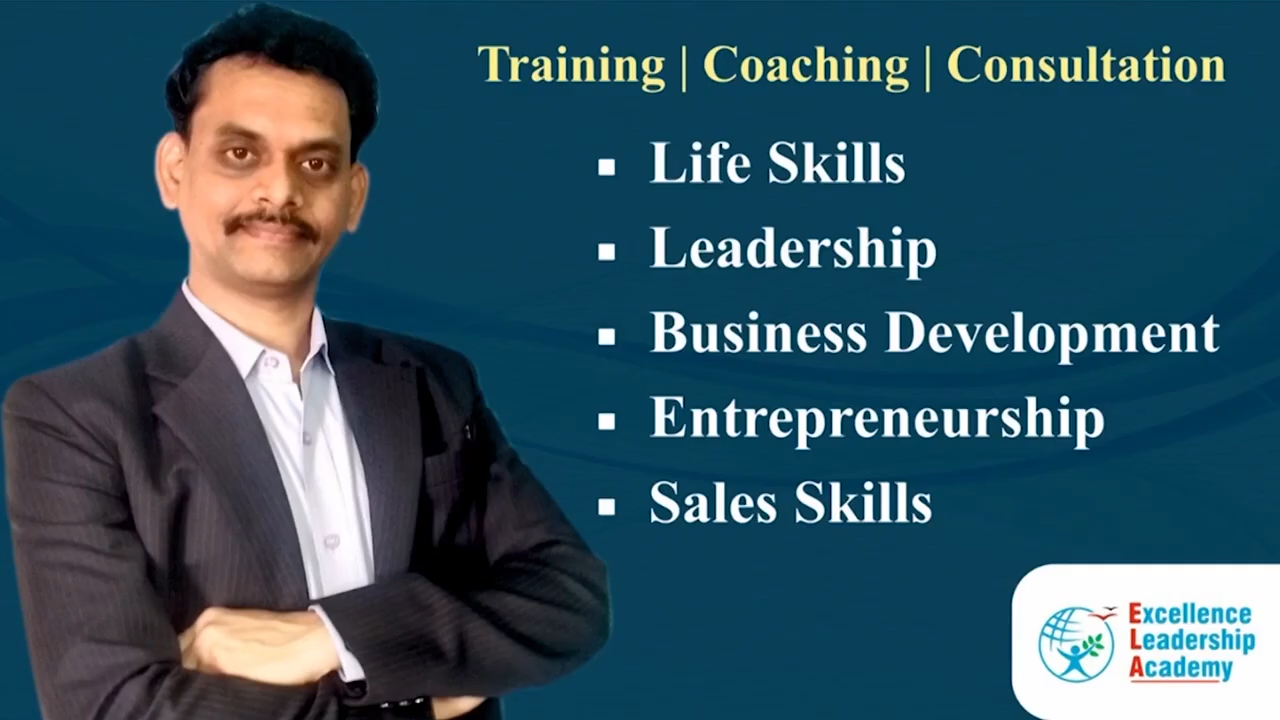 Training | Coaching | Consultation
▪ Life Skills
▪ Leadership
▪ Business Development
▪ Entrepreneurship
▪ Sales Skills
Excellence
Leadership
Academy